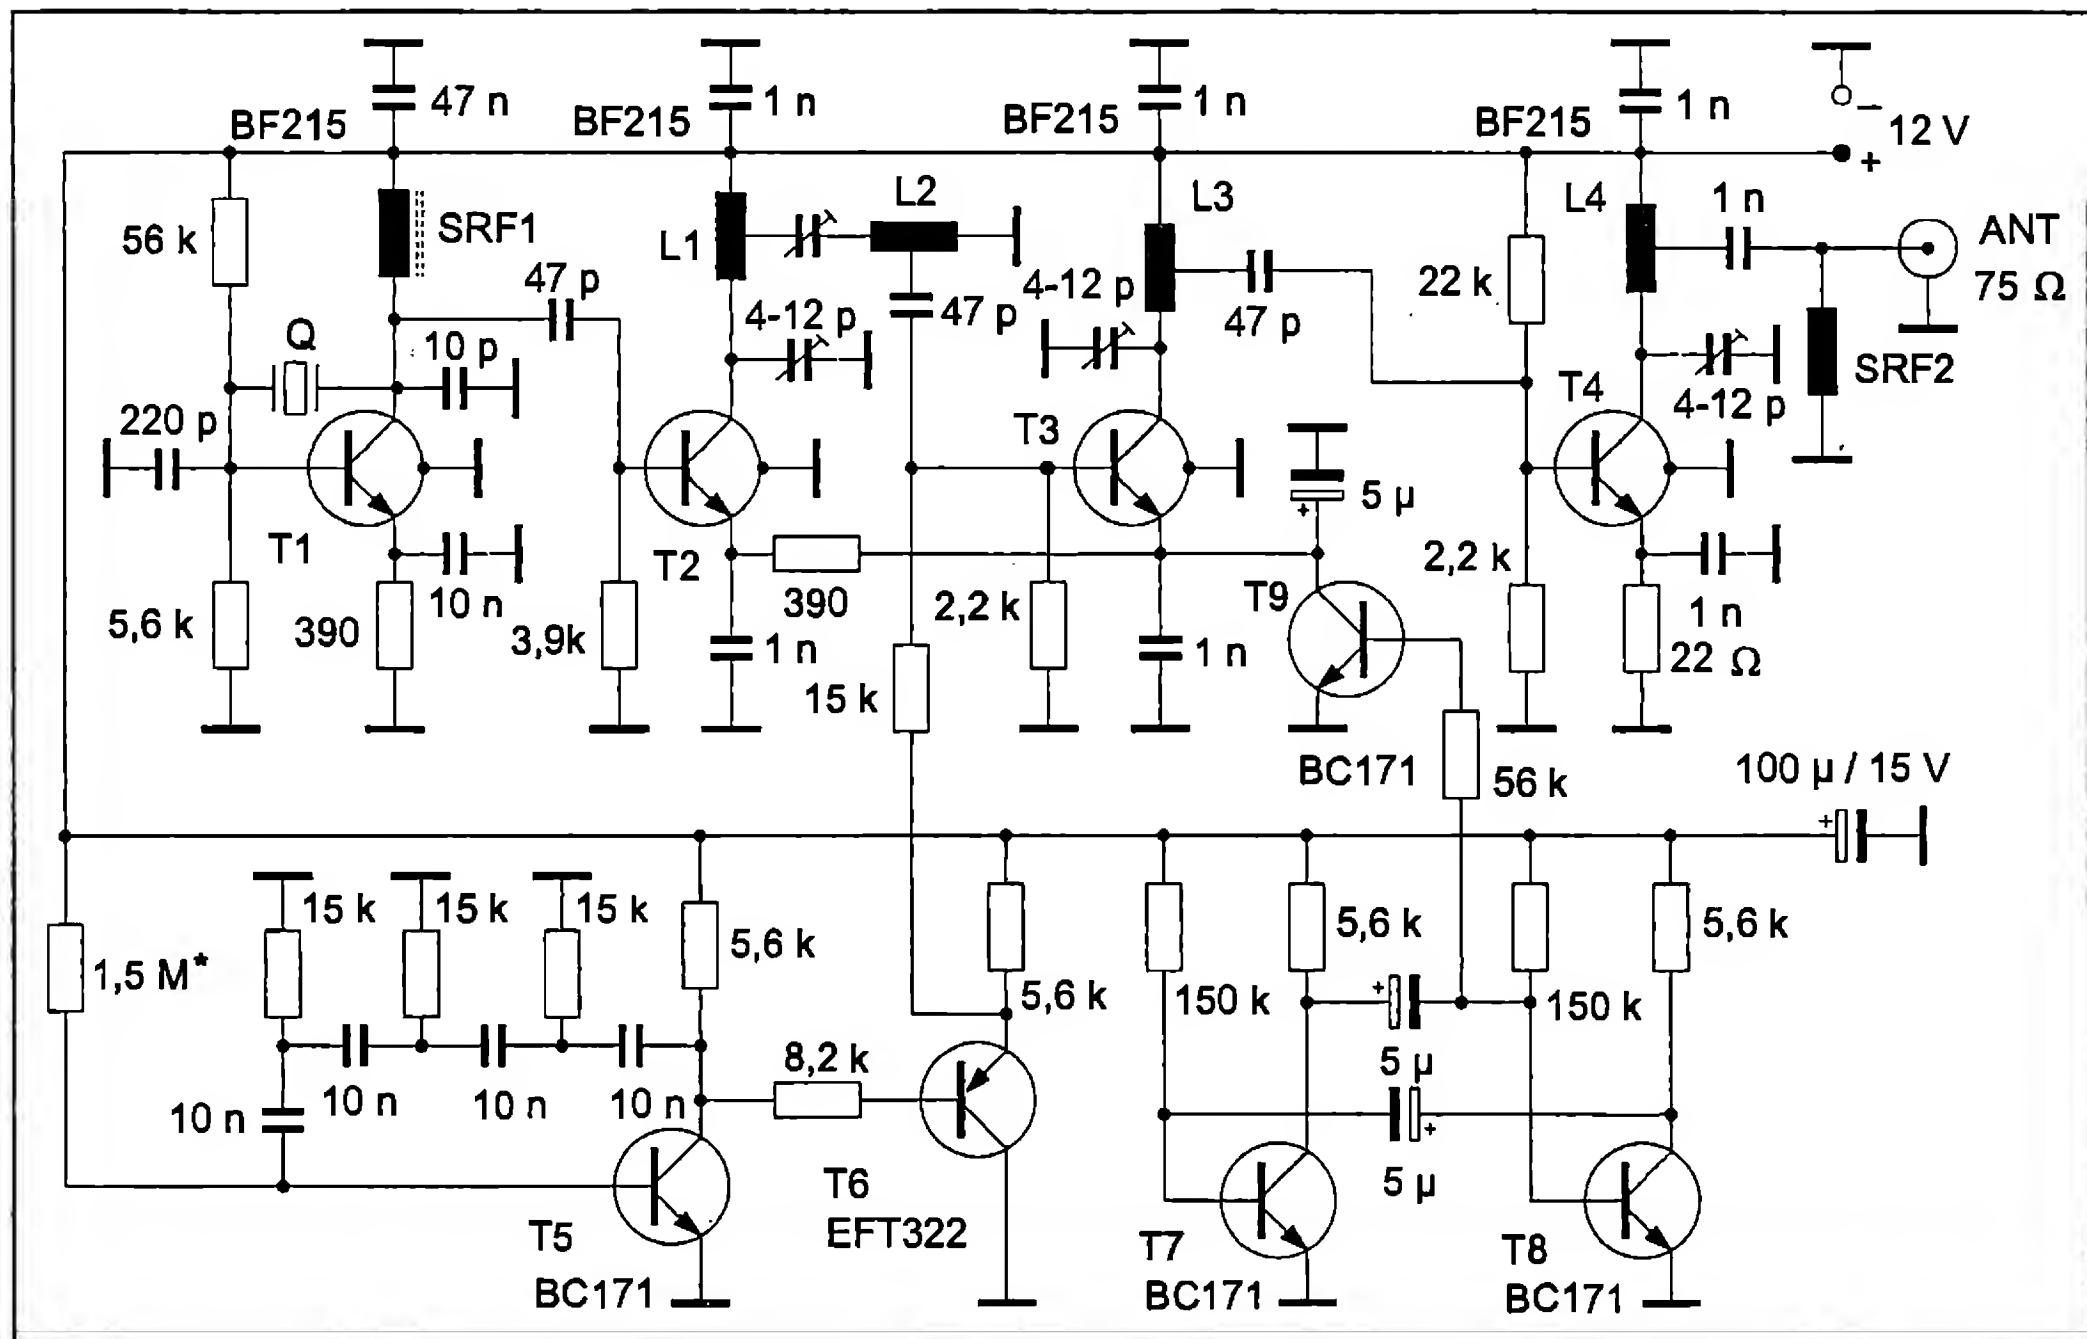 47 n
1 n
1 n
1 n
BF215
BF215
BF215
BF215
−
12 V
+
L2
L3
L4
1 n
56 k
SRF1
L1
ANT
75 Ω
47 p
4-12 p
22 k
Q
10 p
4-12 p
47 p
47 p
SRF2
T4
4-12 p
220 p
T3
5 µ
+
T1
T2
2,2 k
T9
10 n
390
2,2 k
1 n
5,6 k
390
3,9k
1 n
1 n
22 Ω
15 k
BC171
56 k
100 µ / 15 V
+
15 k
15 k
15 k
5,6 k
5,6 k
5,6 k
1,5 M*
5,6 k
150 k
+
150 k
8,2 k
5 µ
10 n
10 n
10 n
10 n
+
5 µ
T6
EFT322
T5
BC171
T7
BC171
T8
BC171